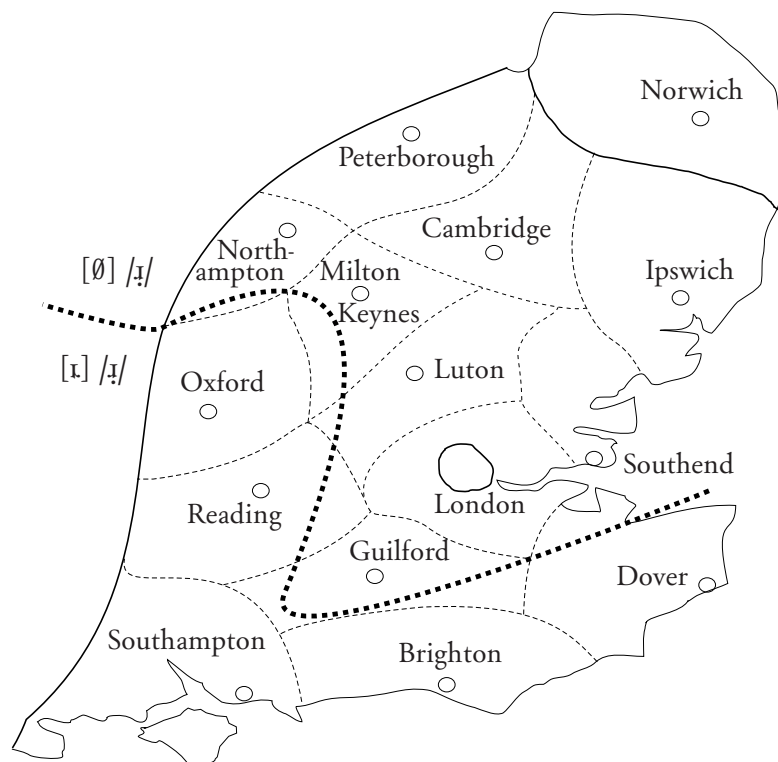 Norwich
Peterborough
Cambridge
North-
ampton
[Ø]
Milton
Keynes
Ipswich
Oxford
Luton
Southend
London
Reading
Guilford
Dover
Southampton
Brighton